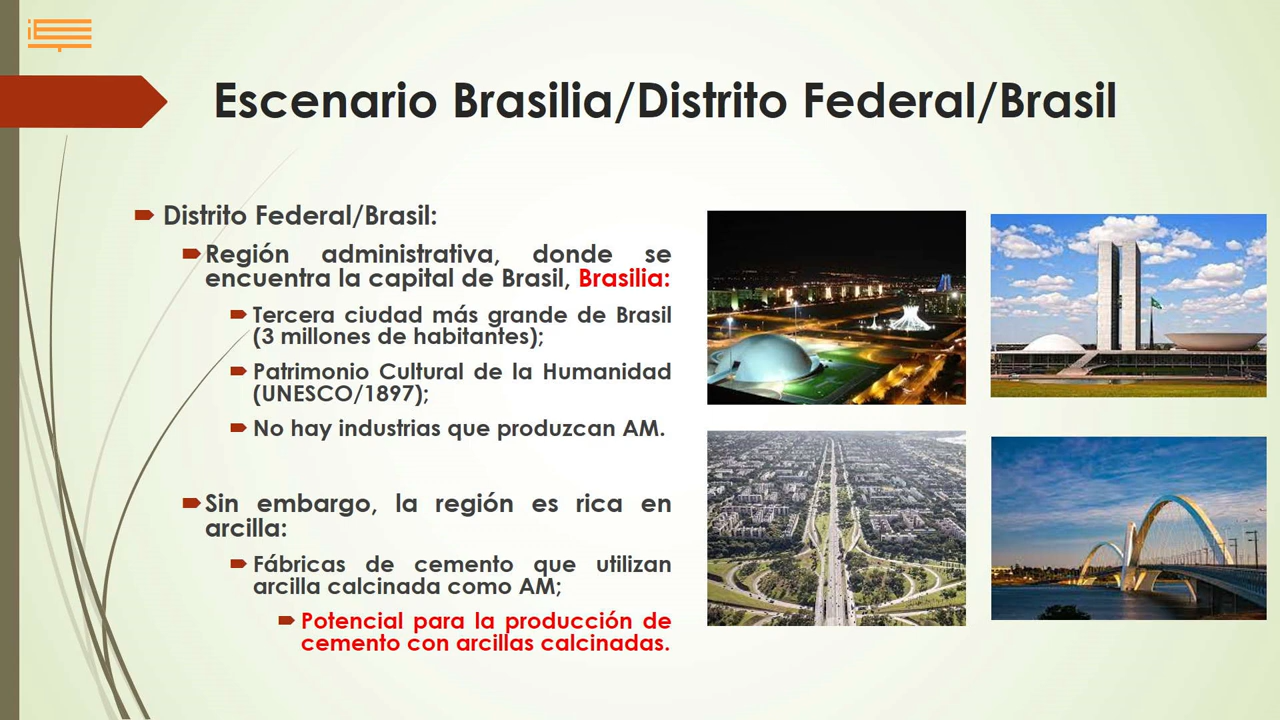 Escenario Brasilia/Distrito Federal/Brasil
Distrito Federal/Brasil:
Región administrativa, donde se
encuentra la capital de Brasil, Brasilia:
Tercera ciudad más grande de Brasil
(3 millones de habitantes);
Patrimonio Cultural de la Humanidad
(UNESCO/1897);
No hay industrias que produzcan AM.
Sin embargo, la región es rica en
arcilla:
Fábricas de cemento que utilizan
arcilla calcinada como AM;
Potencial para la producción de
cemento con arcillas calcinadas.